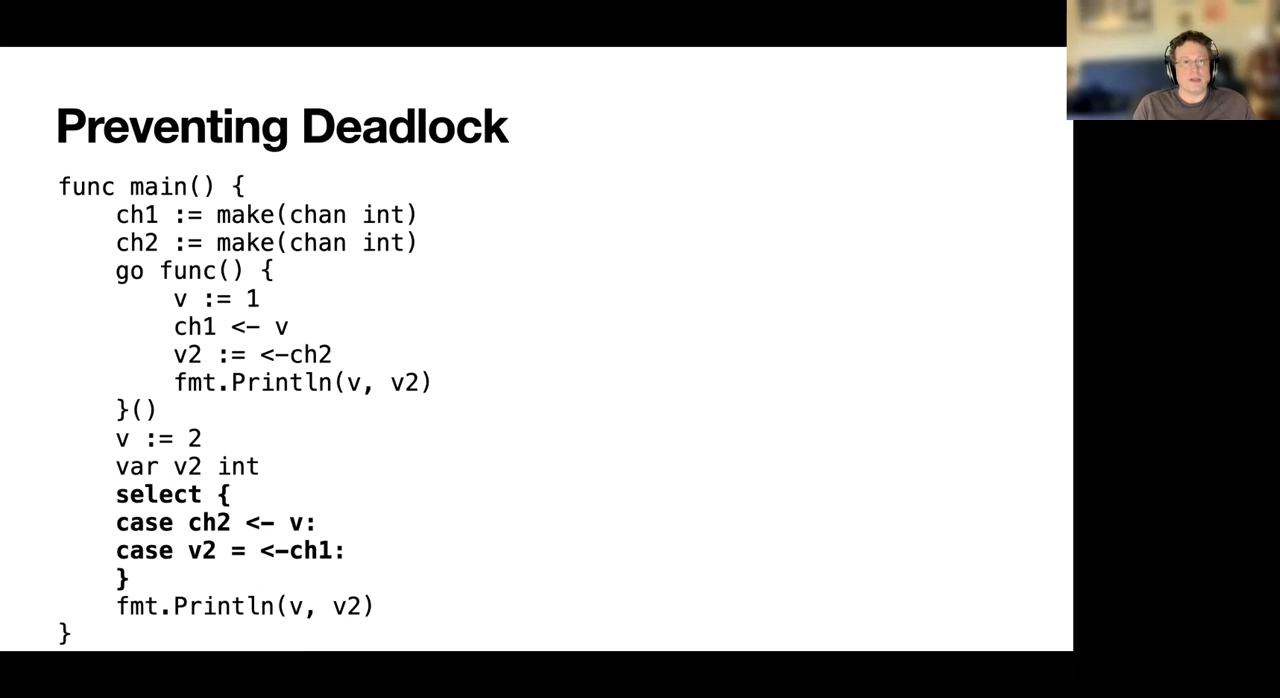 Preventing Deadlock
func main() {
    ch1 := make(chan int)
    ch2 := make(chan int)
    go func() {
        v := 1
        ch1 <- v
        v2 := <-ch2
        fmt.Println(v, v2)
    }()
    v := 2
    var v2 int
    select {
    case ch2 <- v:
    case v2 = <-ch1:
    }
    fmt.Println(v, v2)
}